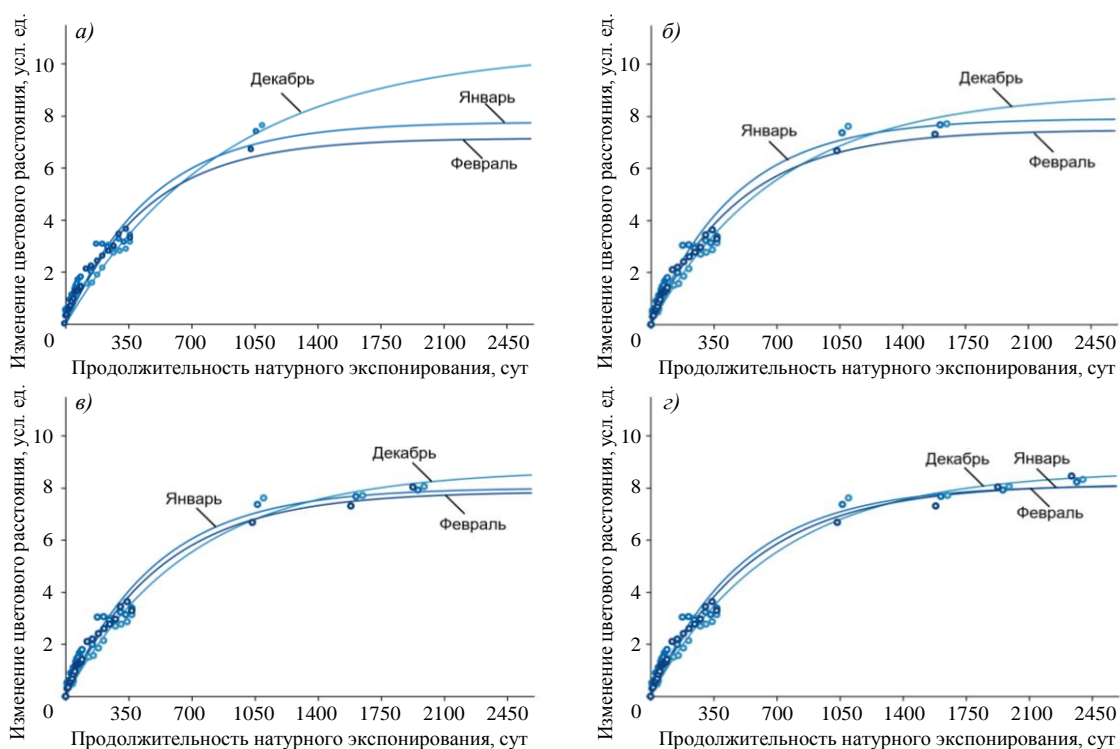 а)
Изменение цветового расстояния, усл. ед.
10
8
6
4
2
0
Декабрь
Январь
Февраль
350 700 1050 1400 1750 2100 2450
Продолжительность натурного экспонирования, сут
б)
Изменение цветового расстояния, усл. ед.
10
8
6
4
2
0
Декабрь
Январь
Февраль
350 700 1050 1400 1750 2100 2450
Продолжительность натурного экспонирования, сут
в)
Изменение цветового расстояния, усл. ед.
10
8
6
4
2
0
Декабрь
Январь
Февраль
350 700 1050 1400 1750 2100 2450
Продолжительность натурного экспонирования, сут
г)
Изменение цветового расстояния, усл. ед.
10
8
6
4
2
0
Декабрь Январь
Февраль
350 700 1050 1400 1750 2100 2450
Продолжительность натурного экспонирования, сут